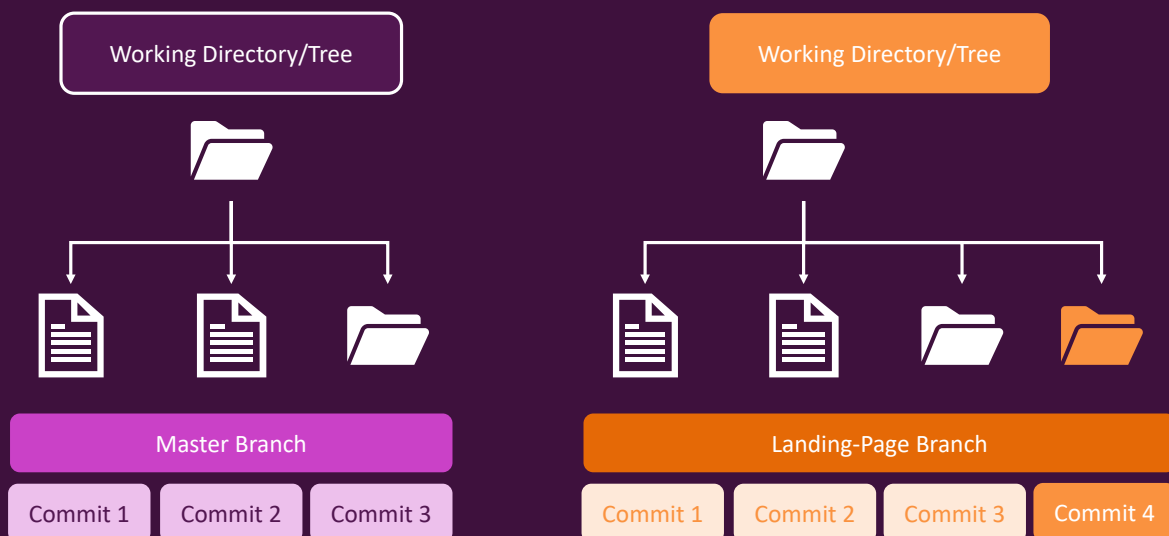 Working Directory/Tree
Working Directory/Tree
Master Branch
Landing-Page Branch
Commit 1
Commit 2
Commit 3
Commit 1
Commit 2
Commit 3
Commit 4